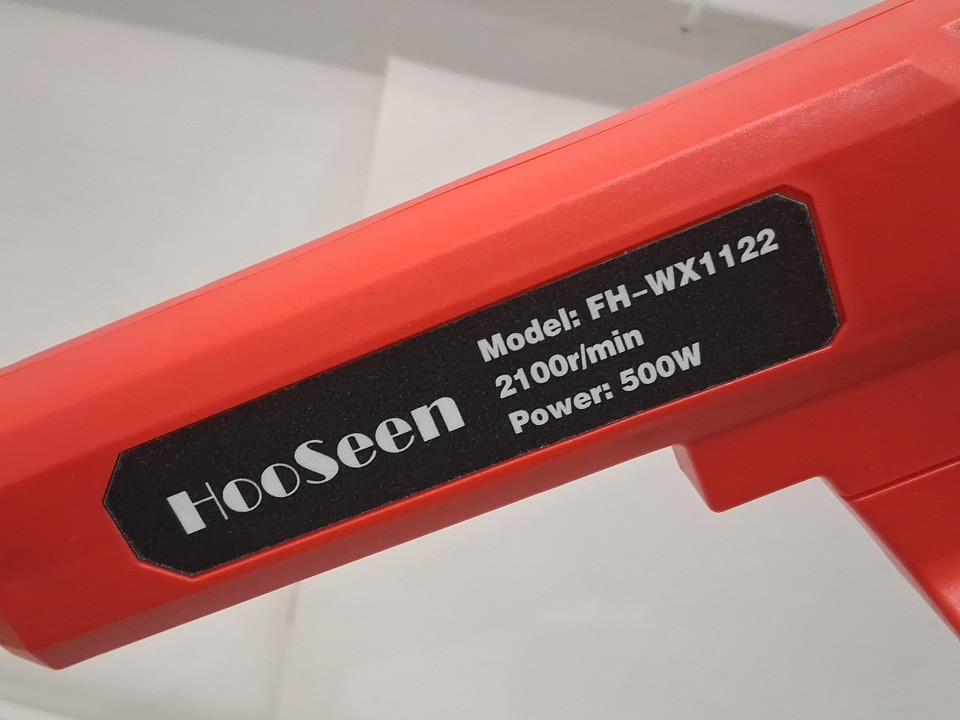 HooSeen
Model: FH-WX1122
2100r/min
Power: 500W